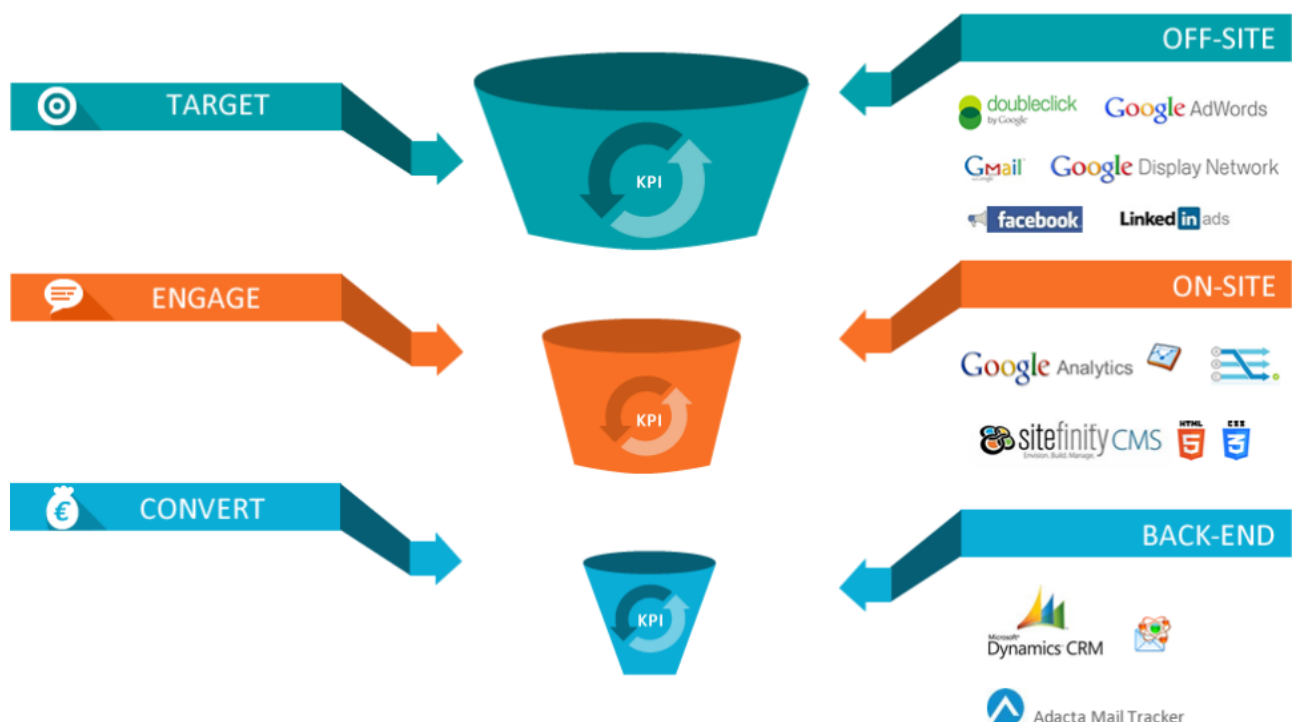 OFF-SITE
TARGET
doubleclick
by Google
Google AdWords
KPI
Gmail
Google Display Network
facebook
Linked in ads
ENGAGE
ON-SITE
Google Analytics
KPI
sitefinity CMS
Envision. Build. Manage.
HTML
5
CSS
3
CONVERT
€
BACK-END
KPI
Microsoft
Dynamics CRM
Adacta Mail Tracker